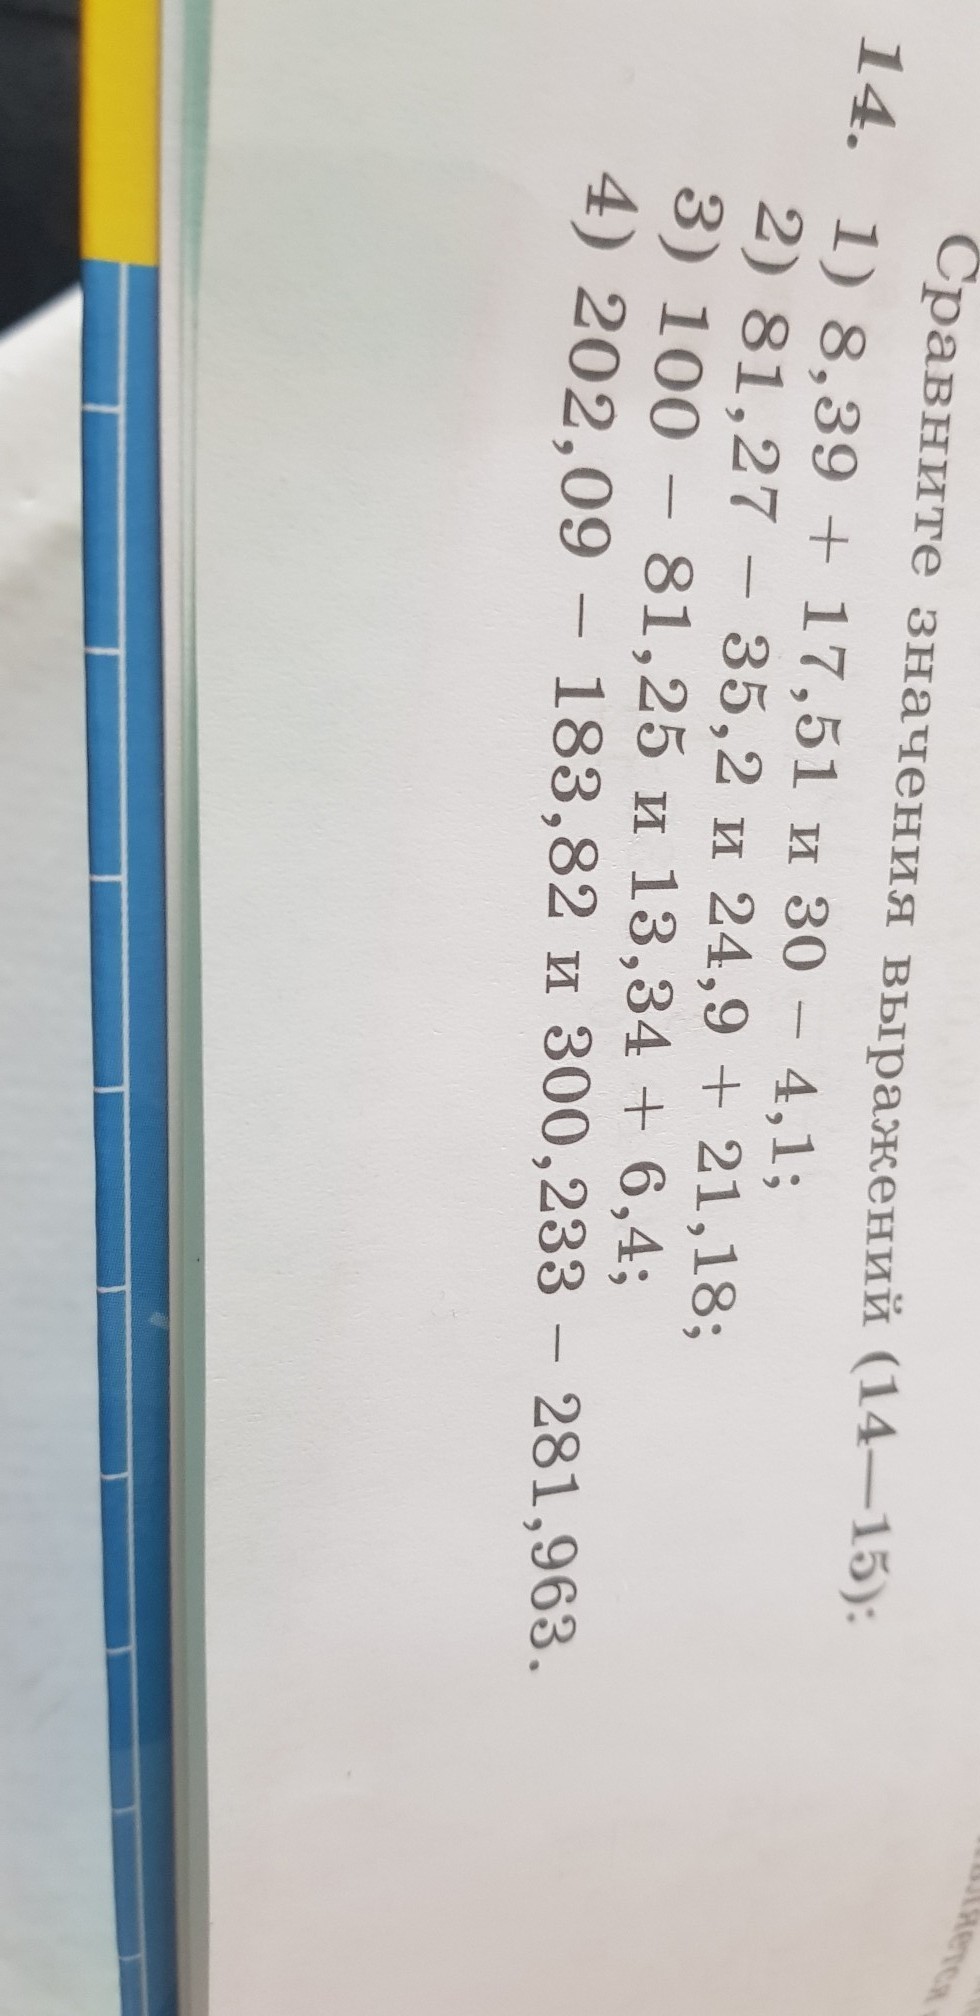 Сравните значения выражений (14—15):
14. 1) 8,39 + 17,51 и 30 − 4,1;
2) 81,27 − 35,2 и 24,9 + 21,18;
3) 100 − 81,25 и 13,34 + 6,4;
4) 202,09 − 183,82 и 300,233 − 281,963.